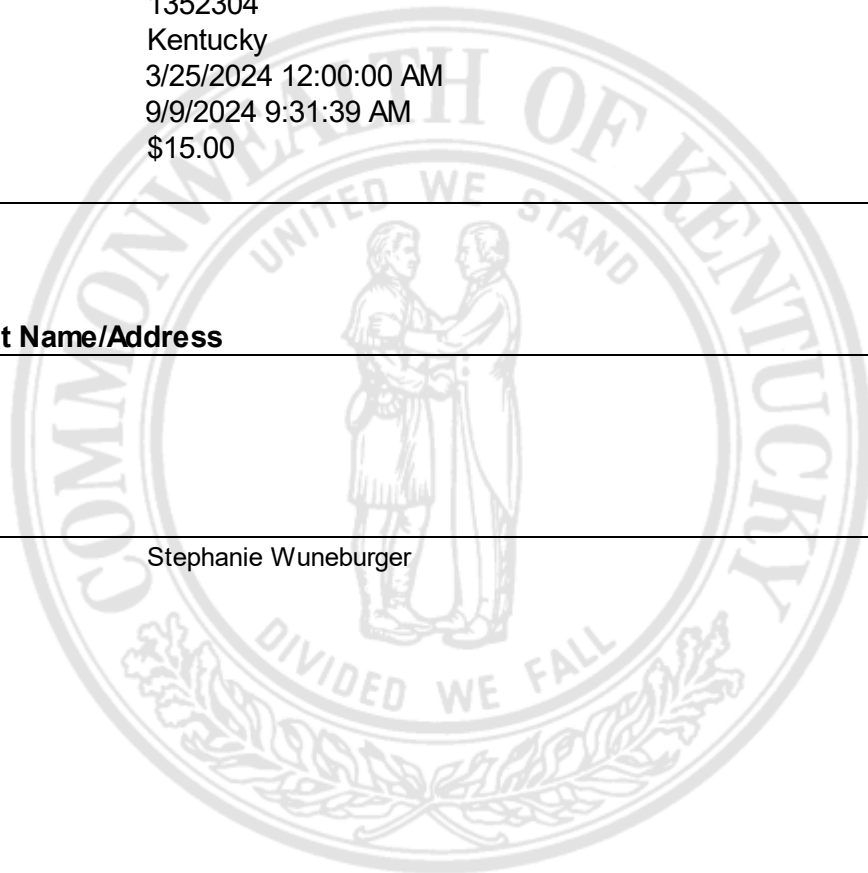 1352304
Kentucky
3/25/2024 12:00:00 AM
9/9/2024 9:31:39 AM
$15.00
t Name/Address
Stephanie Wuneburger
COMMONWEALTH OF KENTUCKY
UNITED WE STAND
DIVIDED WE FALL